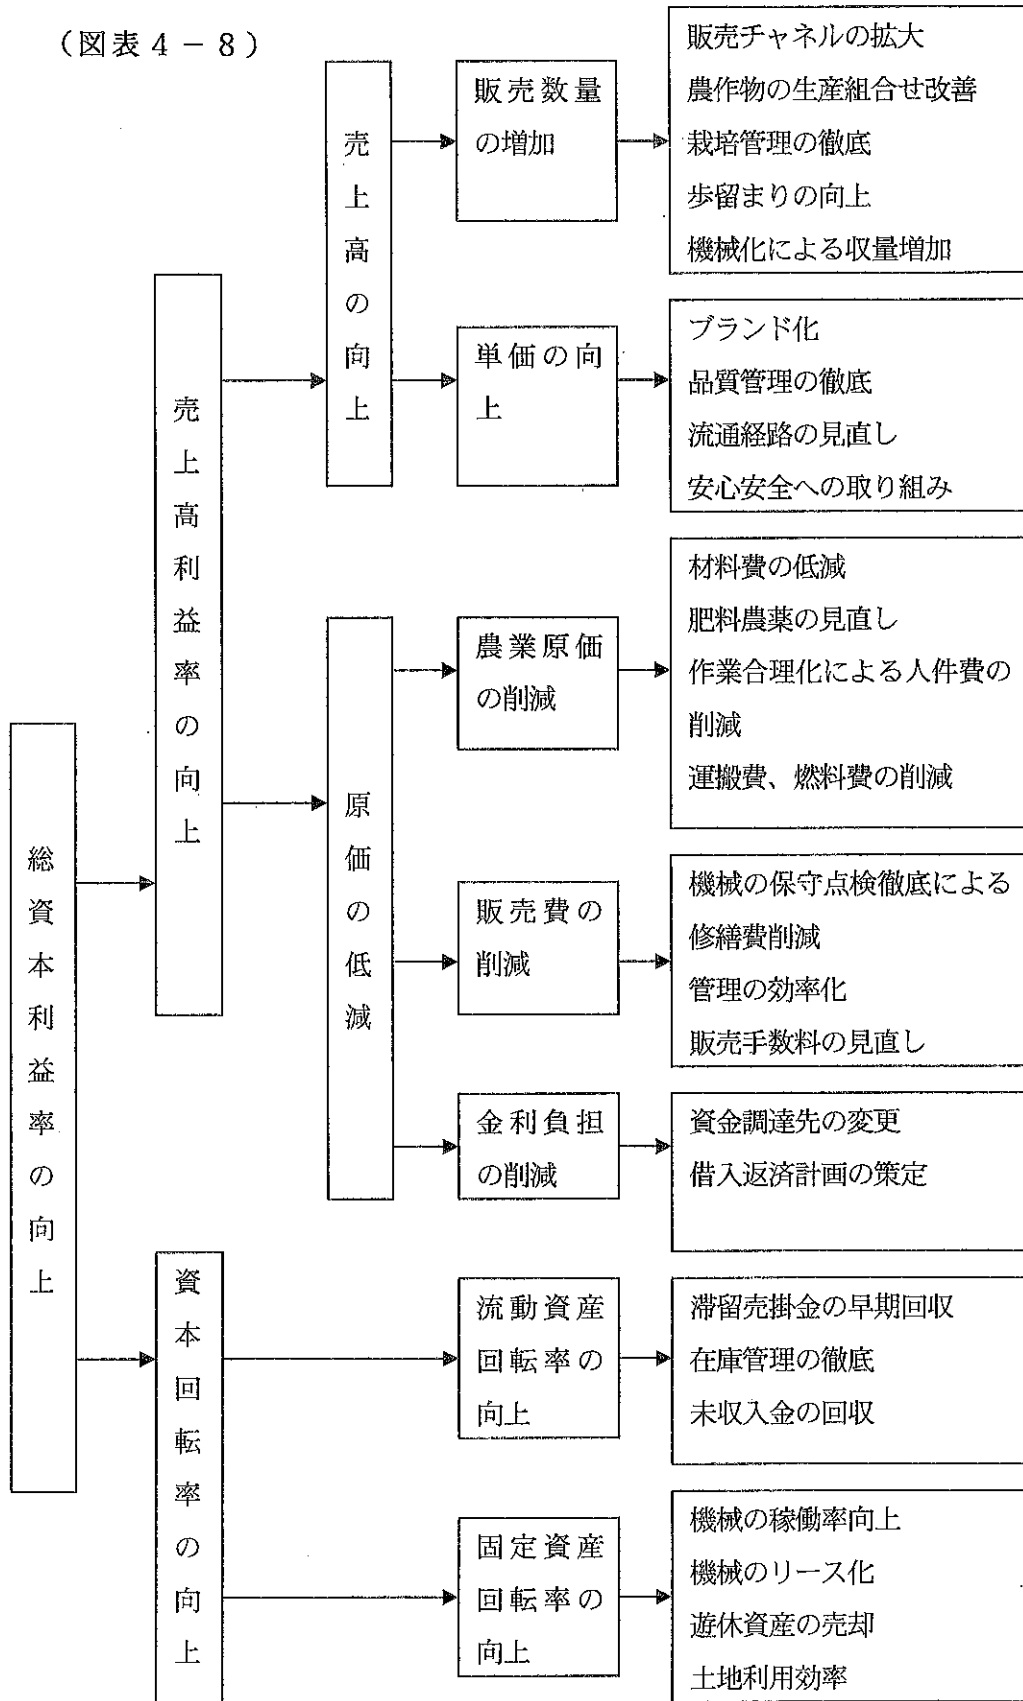 （図表４－８）
総資本利益率の向上
売上高利益率の向上
売上高の向上
販売数量
の増加
販売チャネルの拡大
農作物の生産組合せ改善
栽培管理の徹底
歩留まりの向上
機械化による収量増加
単価の向
上
ブランド化
品質管理の徹底
流通経路の見直し
安心安全への取り組み
原価の低減
農業原価
の削減
材料費の低減
肥料農薬の見直し
作業合理化による人件費の
削減
運搬費、燃料費の削減
販売費の
削減
機械の保守点検徹底による
修繕費削減
管理の効率化
販売手数料の見直し
金利負担
の削減
資金調達先の変更
借入返済計画の策定
資本回転率の向上
流動資産
回転率の
向上
滞留売掛金の早期回収
在庫管理の徹底
未収入金の回収
固定資産
回転率の
向上
機械の稼働率向上
機械のリース化
遊休資産の売却
土地利用効率